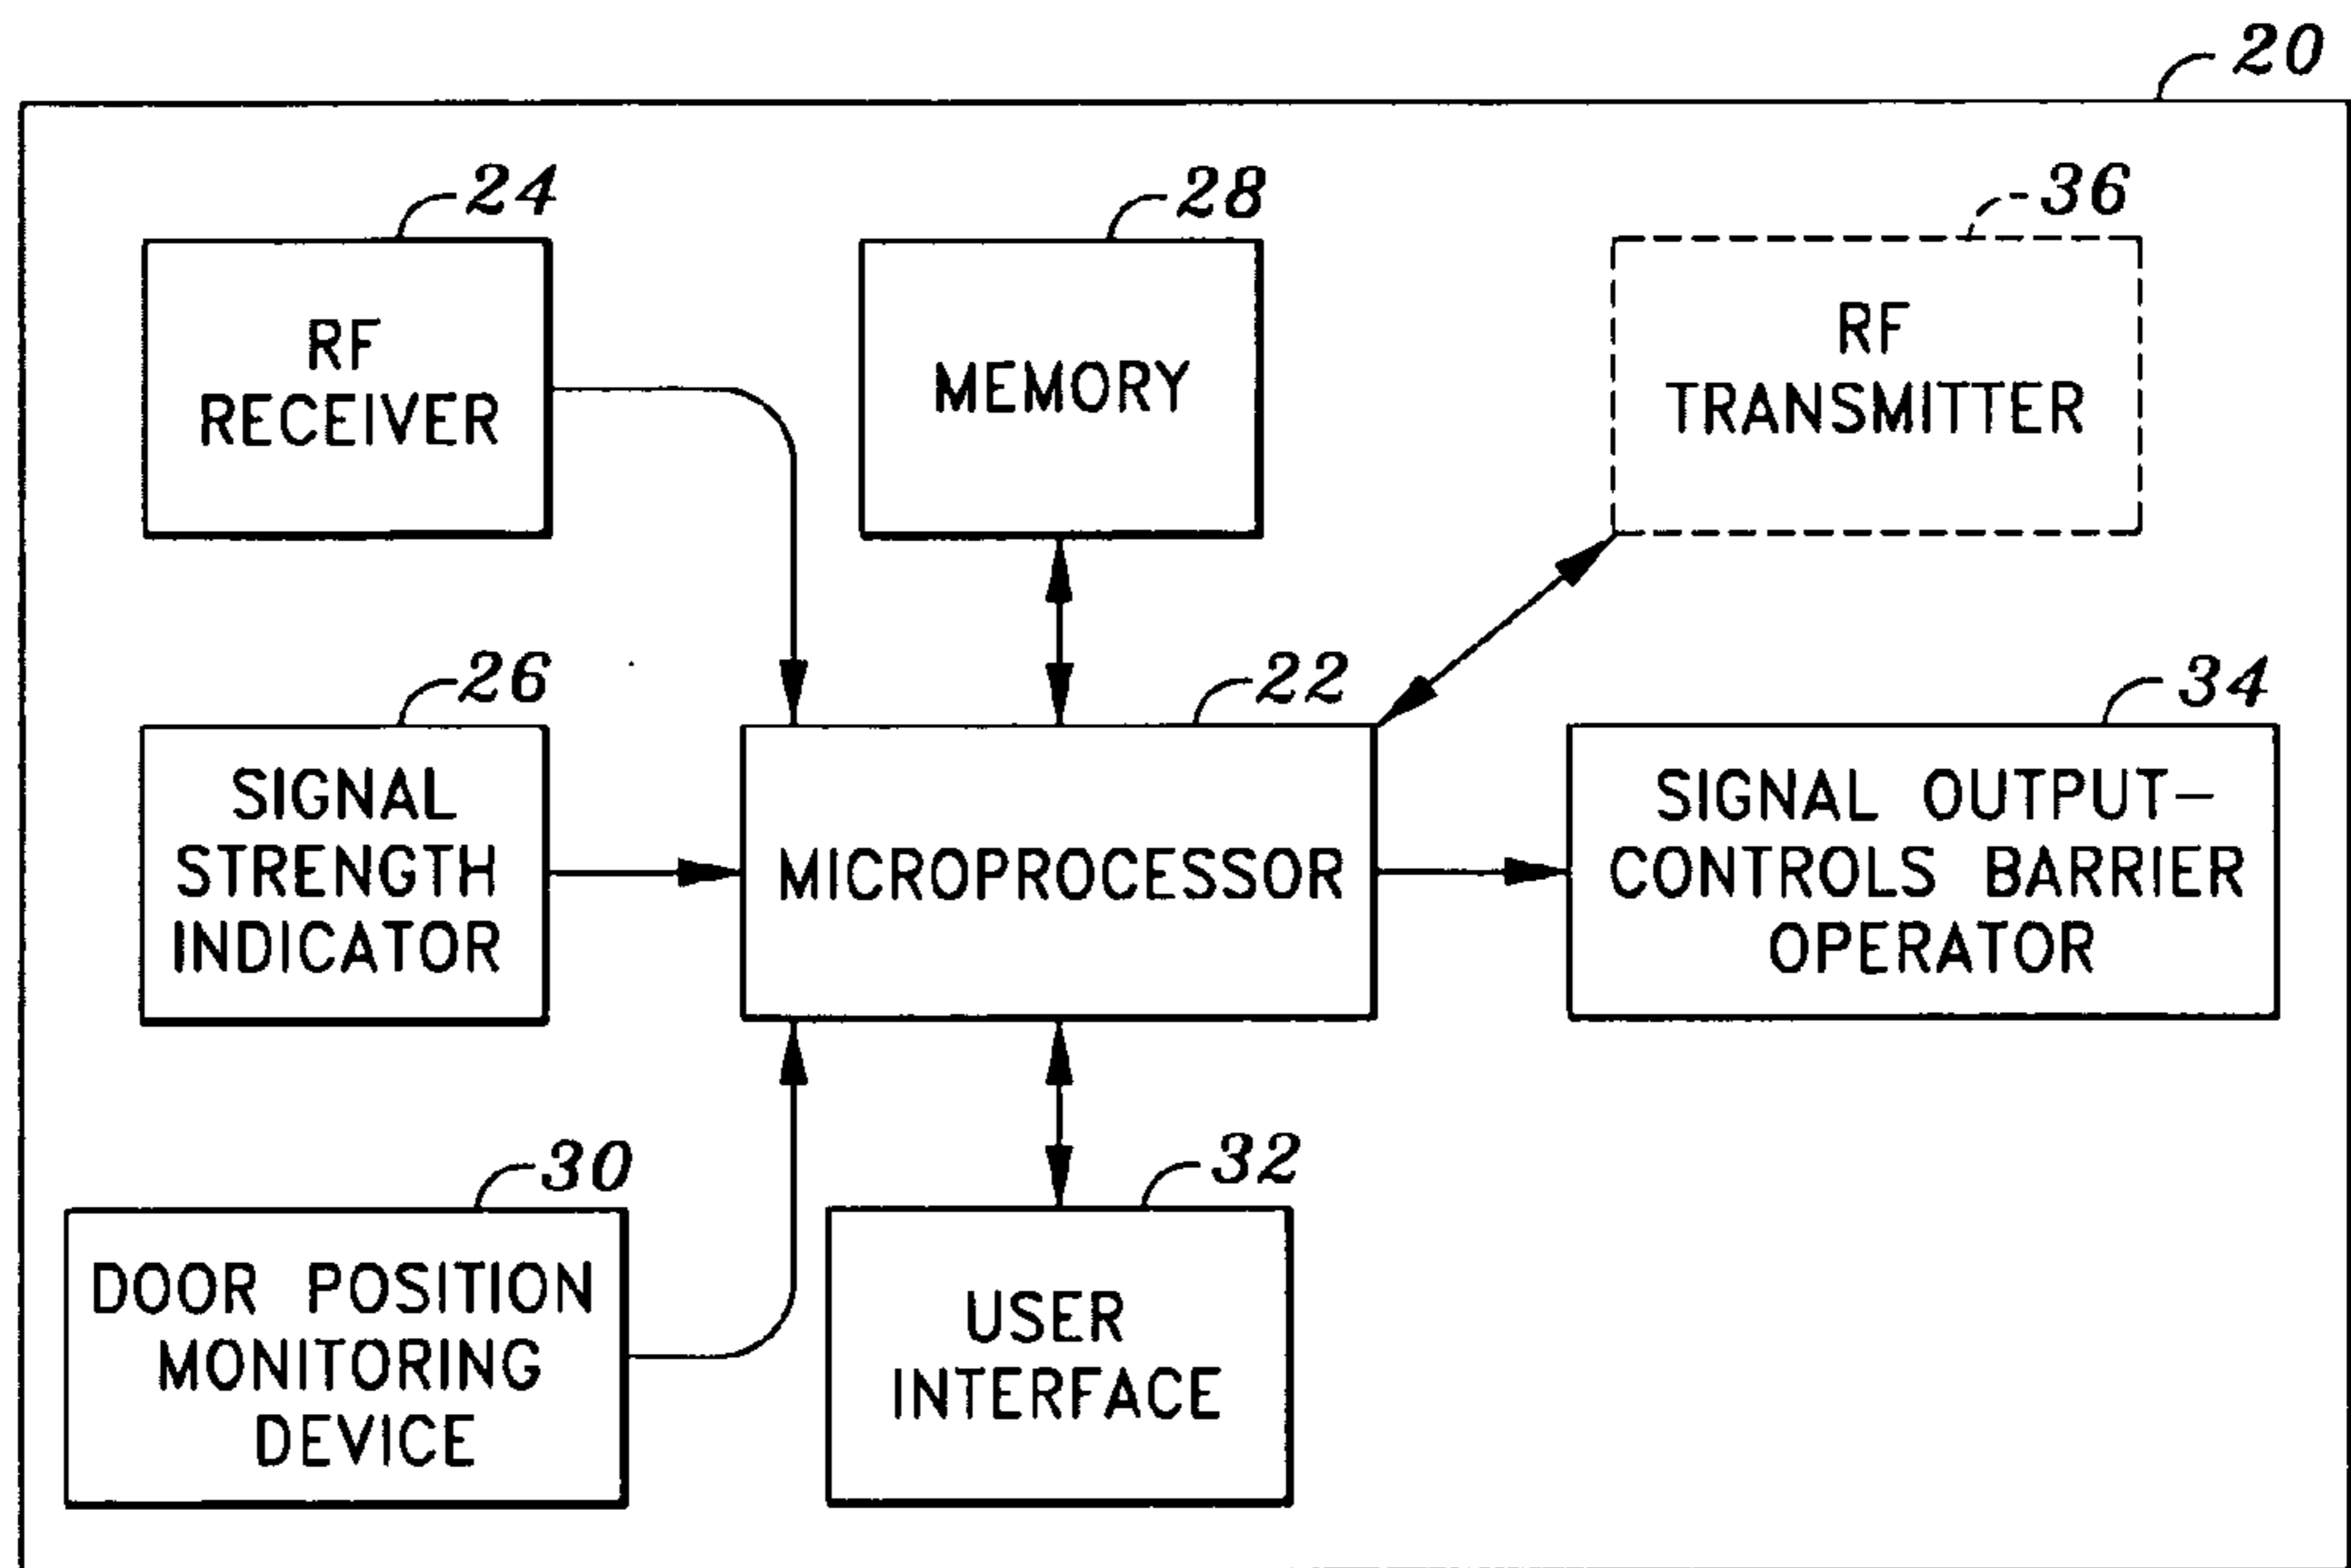 20
24
RF
RECEIVER
28
MEMORY
36
RF
TRANSMITTER
26
SIGNAL
STRENGTH
INDICATOR
22
MICROPROCESSOR
34
SIGNAL OUTPUT-
CONTROLS BARRIER
OPERATOR
30
DOOR POSITION
MONITORING
DEVICE
32
USER
INTERFACE